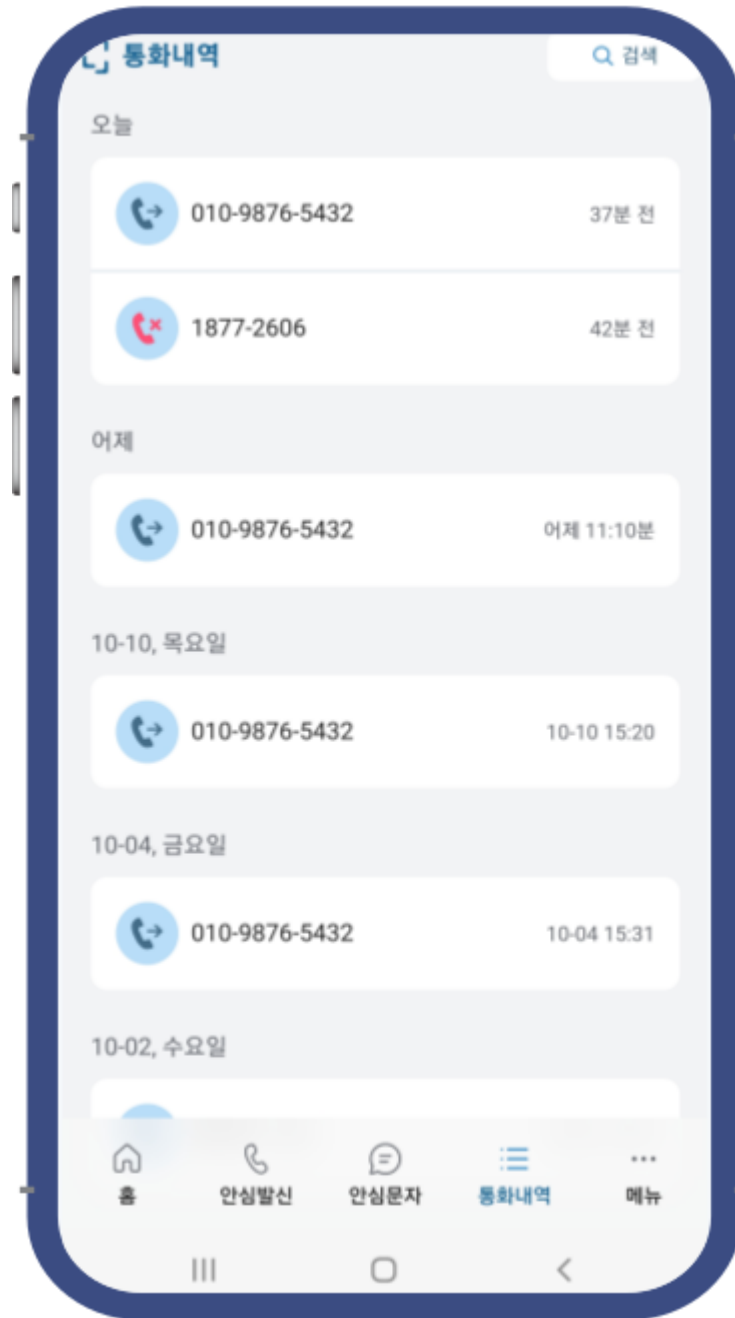 통화내역
검색
오늘
010-9876-5432 37분 전
1877-2606 42분 전
어제
010-9876-5432 어제 11:10분
10-10, 목요일
010-9876-5432 10-10 15:20
10-04, 금요일
010-9876-5432 10-04 15:31
10-02, 수요일
홈 안심발신 안심문자 통화내역 메뉴